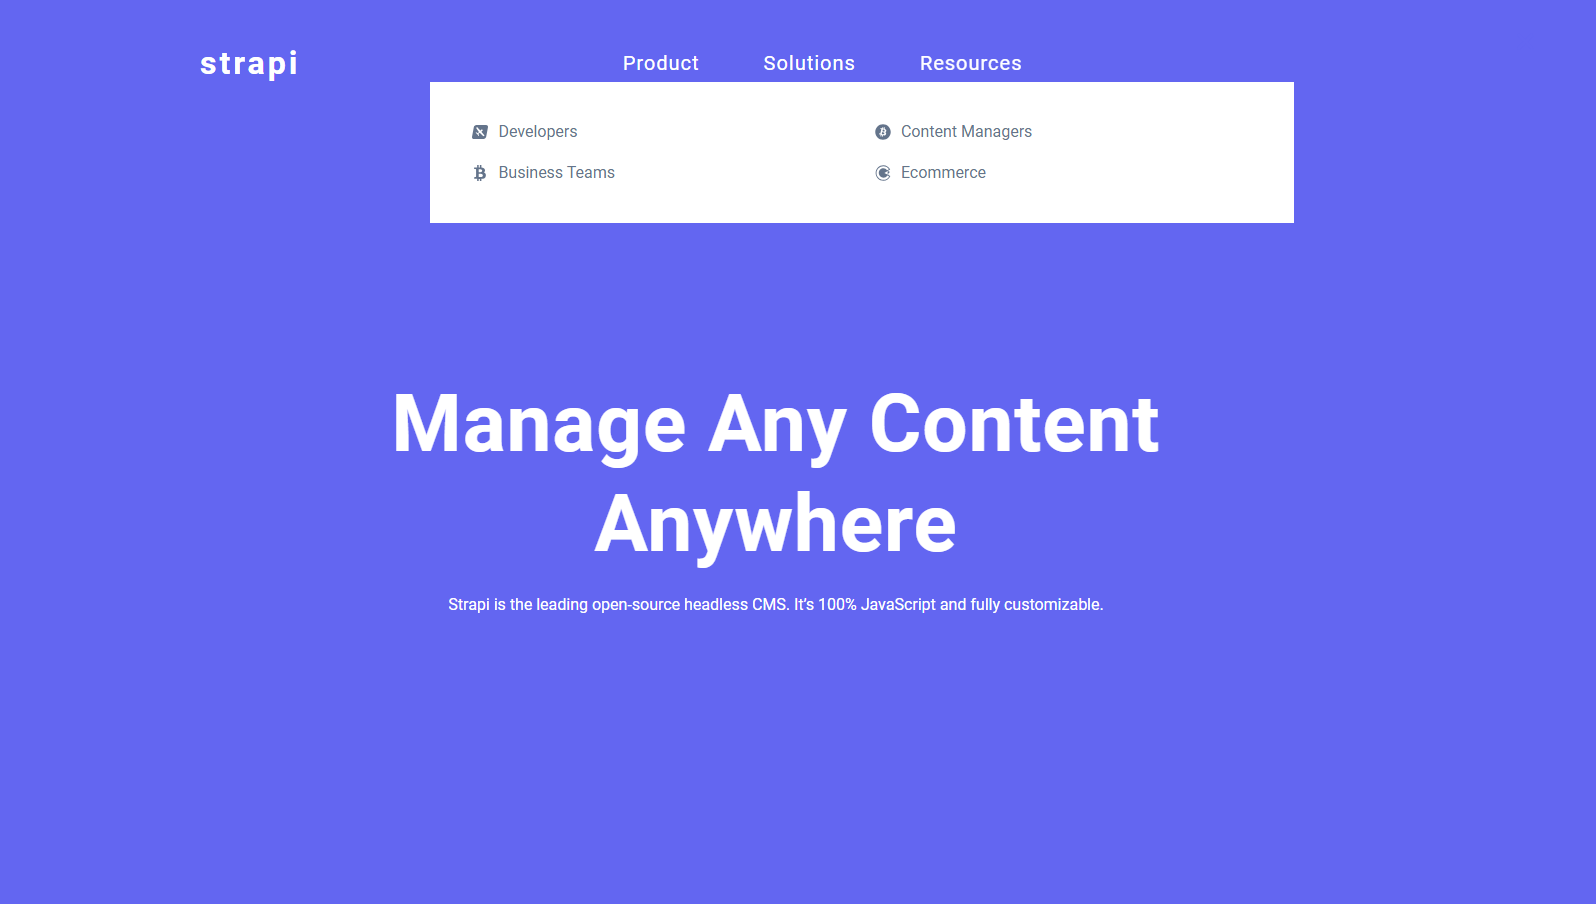 strapi
Product Solutions Resources
Developers Content Managers
Business Teams Ecommerce
Manage Any Content
Anywhere
Strapi is the leading open-source headless CMS. It’s 100% JavaScript and fully customizable.